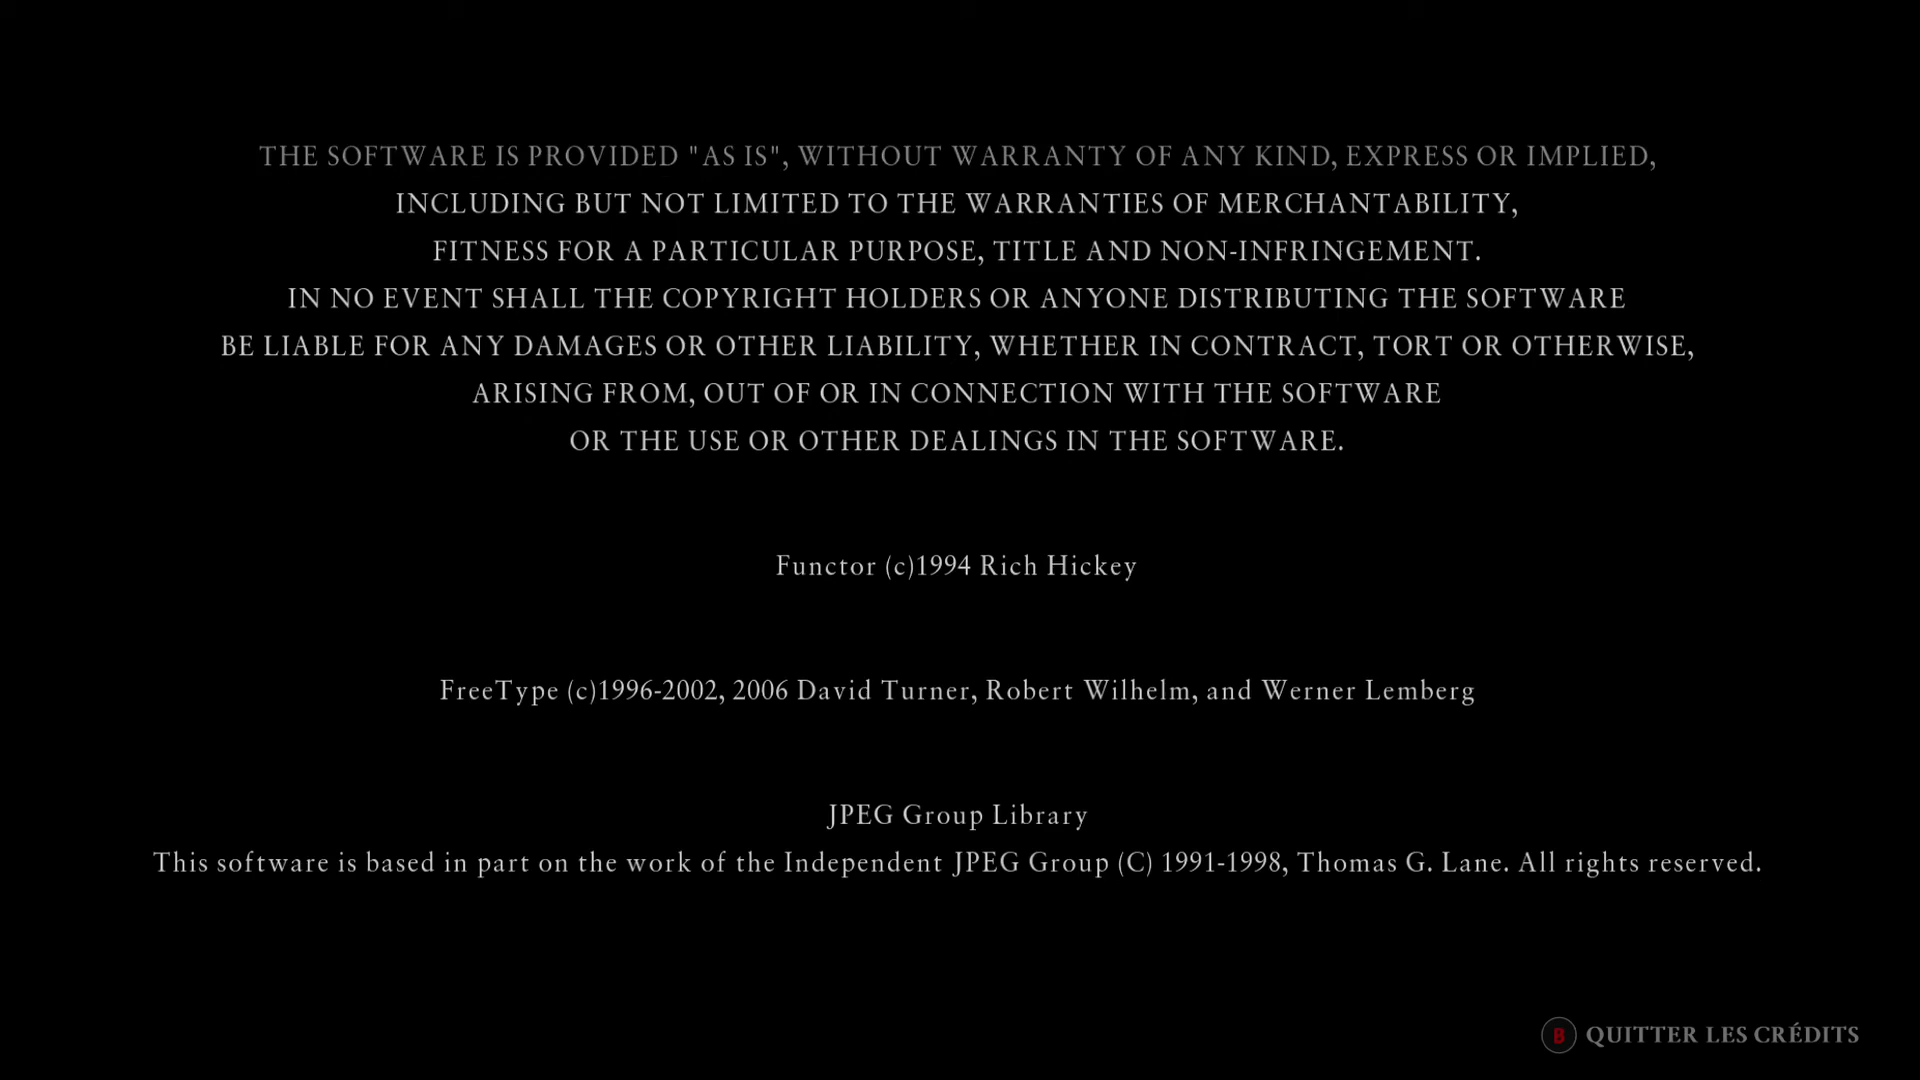 THE SOFTWARE IS PROVIDED "AS IS", WITHOUT WARRANTY OF ANY KIND, EXPRESS OR IMPLIED,
INCLUDING BUT NOT LIMITED TO THE WARRANTIES OF MERCHANTABILITY,
FITNESS FOR A PARTICULAR PURPOSE, TITLE AND NON-INFRINGEMENT.
IN NO EVENT SHALL THE COPYRIGHT HOLDERS OR ANYONE DISTRIBUTING THE SOFTWARE
BE LIABLE FOR ANY DAMAGES OR OTHER LIABILITY, WHETHER IN CONTRACT, TORT OR OTHERWISE,
ARISING FROM, OUT OF OR IN CONNECTION WITH THE SOFTWARE
OR THE USE OR OTHER DEALINGS IN THE SOFTWARE.
Functor (c)1994 Rich Hickey
FreeType (c)1996-2002, 2006 David Turner, Robert Wilhelm, and Werner Lemberg
JPEG Group Library
This software is based in part on the work of the Independent JPEG Group (C) 1991-1998, Thomas G. Lane. All rights reserved.
B QUITTER LES CRÉDITS